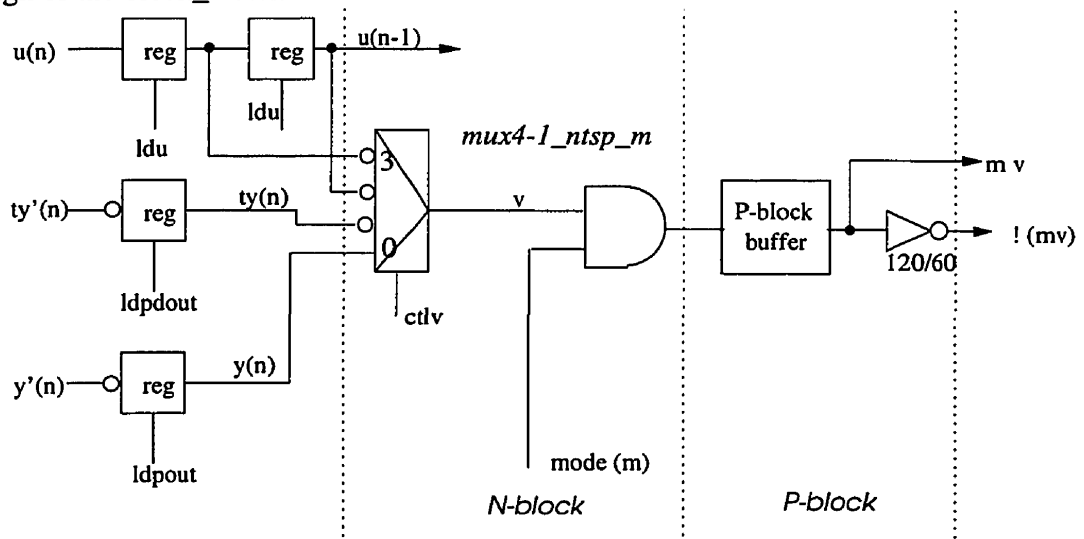 u(n)
reg
reg
u(n-1)
ldu
ldu
mux4-1_ntsp_m
3
ty'(n)
reg
ty(n)
v
0
P-block
buffer
m v
! (mv)
120/60
ldpdout
ctlv
y'(n)
reg
y(n)
ldpout
mode (m)
N-block
P-block